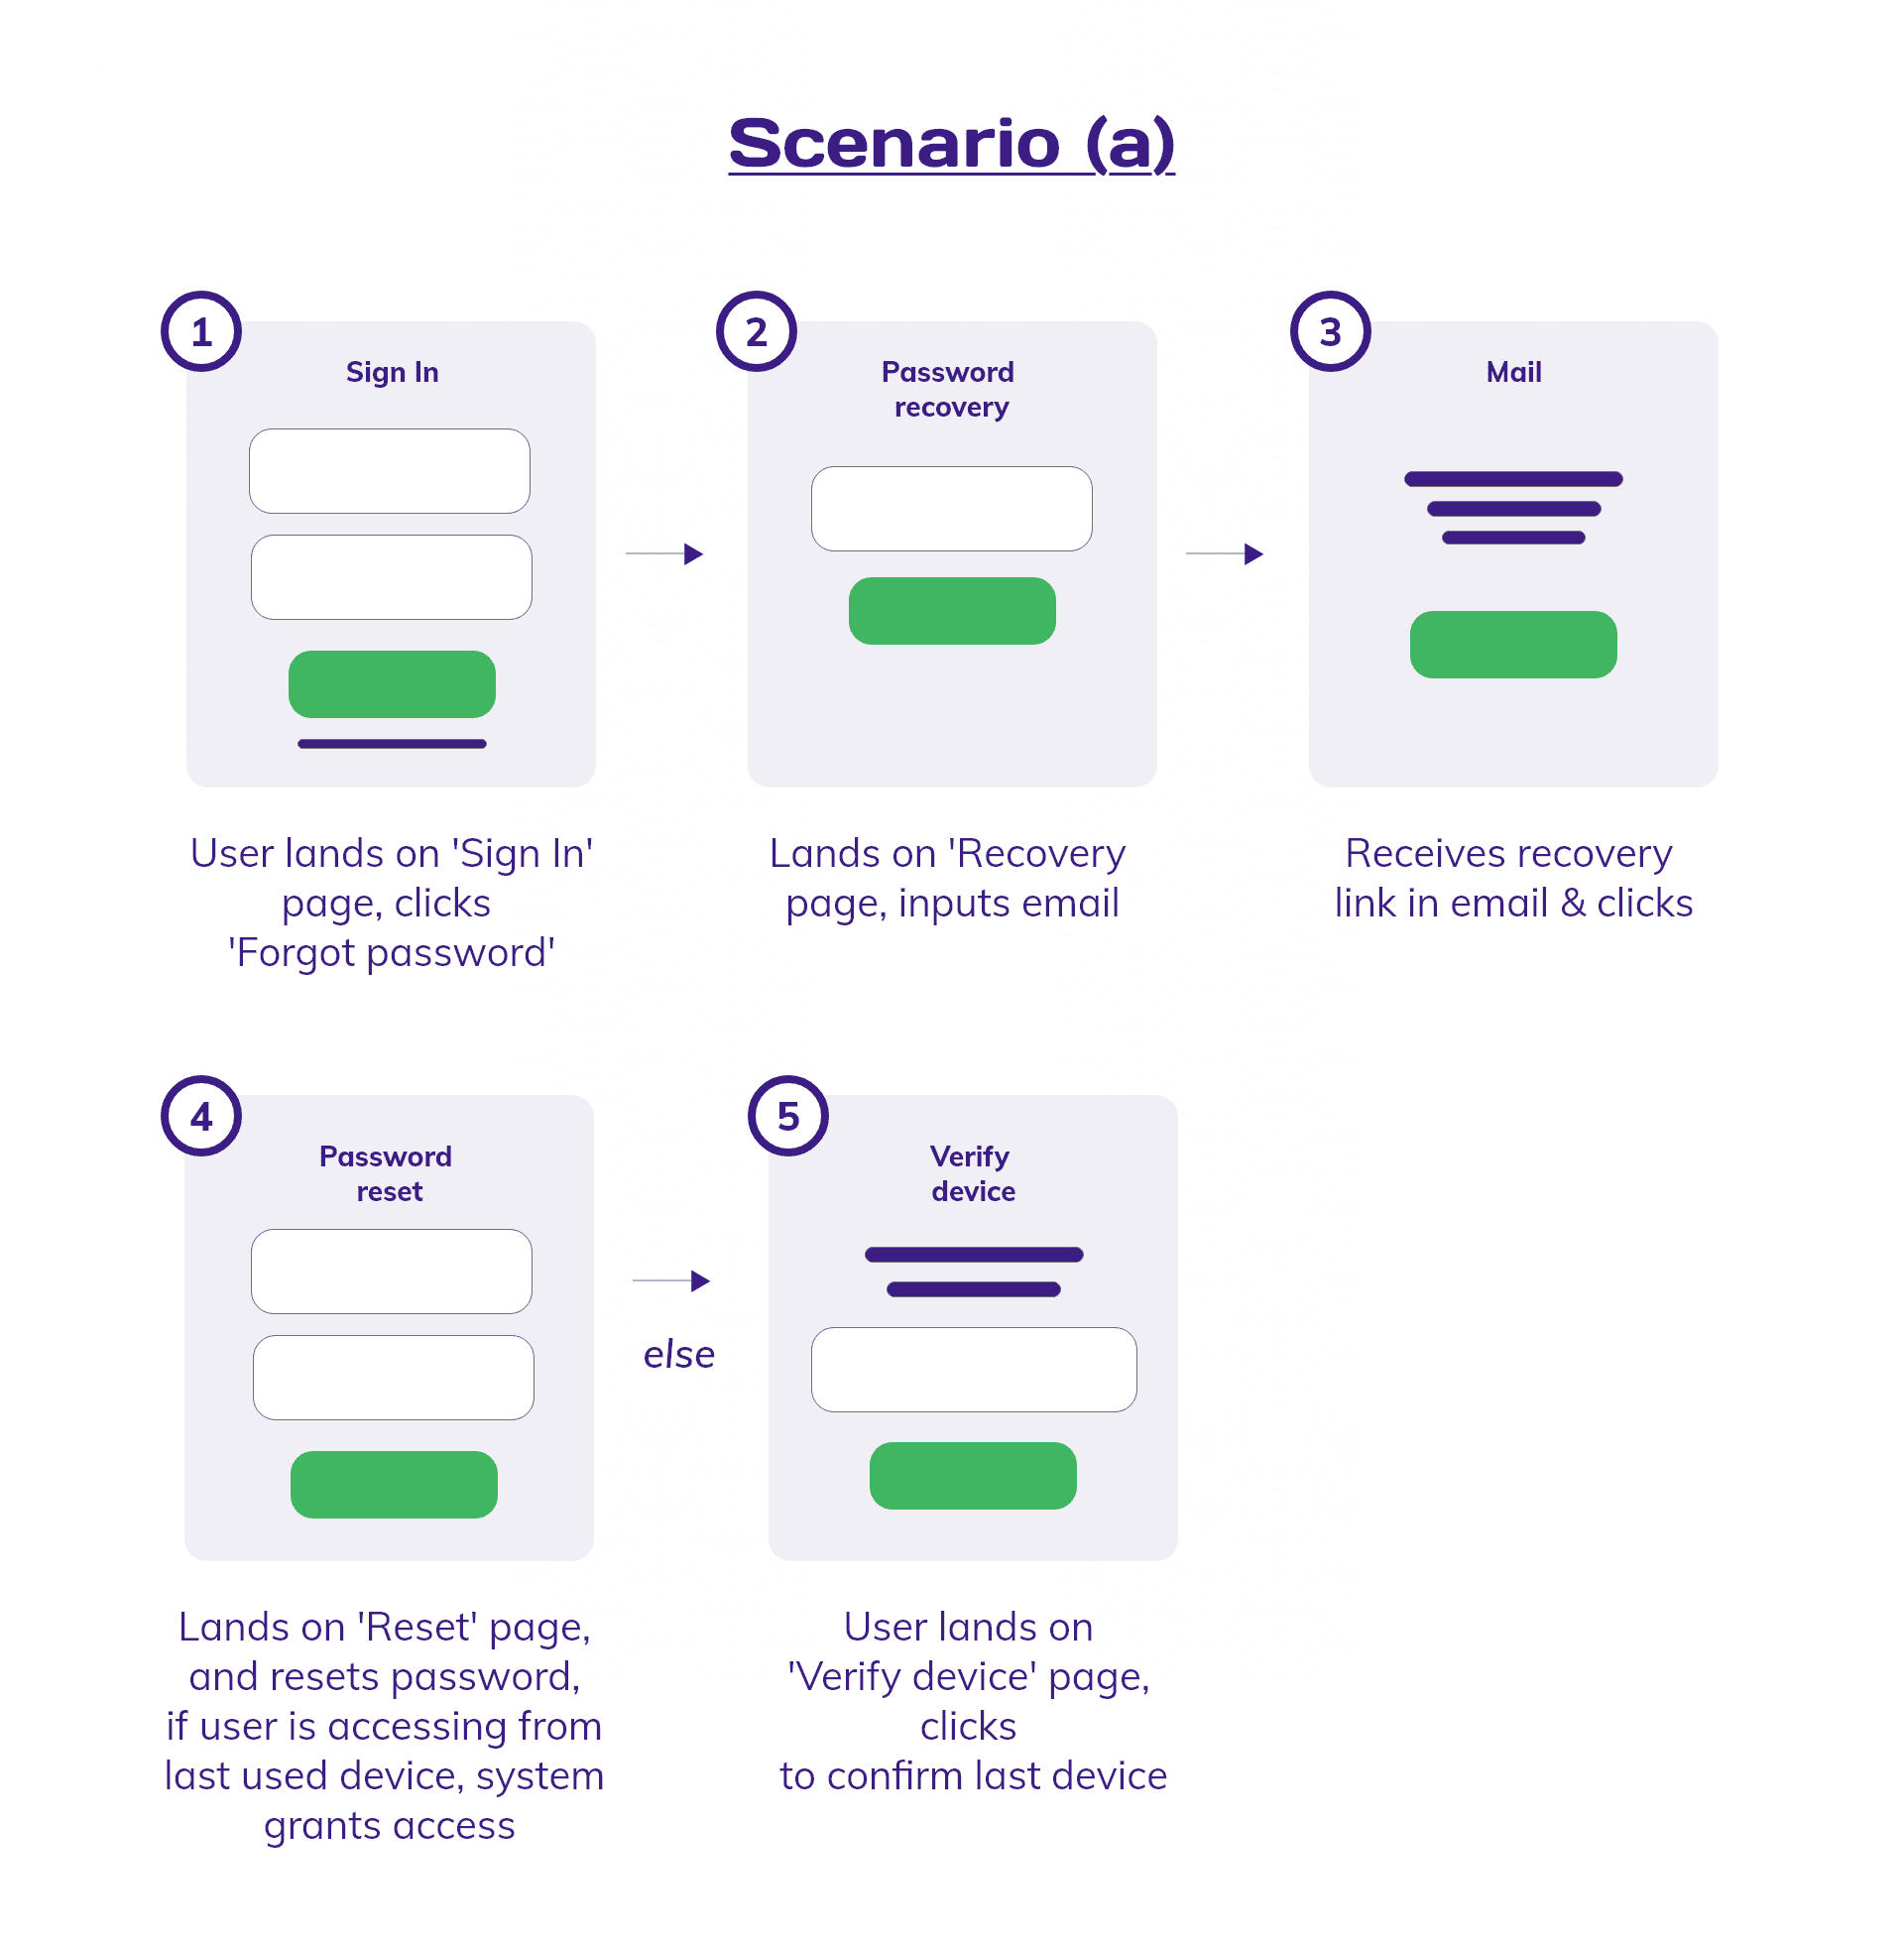 Scenario (a)
1
Sign In
User lands on 'Sign In'
page, clicks
'Forgot password'
2
Password
recovery
Lands on 'Recovery
page, inputs email
3
Mail
Receives recovery
link in email & clicks
4
Password
reset
Lands on 'Reset' page,
and resets password,
if user is accessing from
last used device, system
grants access
else
5
Verify
device
User lands on
'Verify device' page,
clicks
to confirm last device